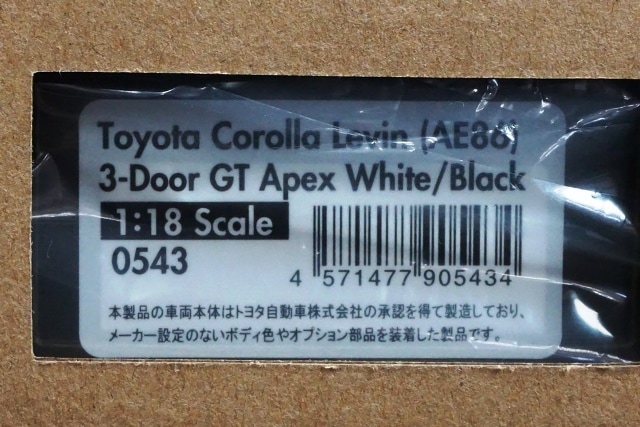 Toyota Corolla Levin (AE86)
3-Door GT Apex White/Black
1:18 Scale
0543
4 571477 905434
本製品の車両本体はトヨタ自動車株式会社の承認を得て製造しており、
メーカー設定のないボディ色やオプション部品を装着した製品です。